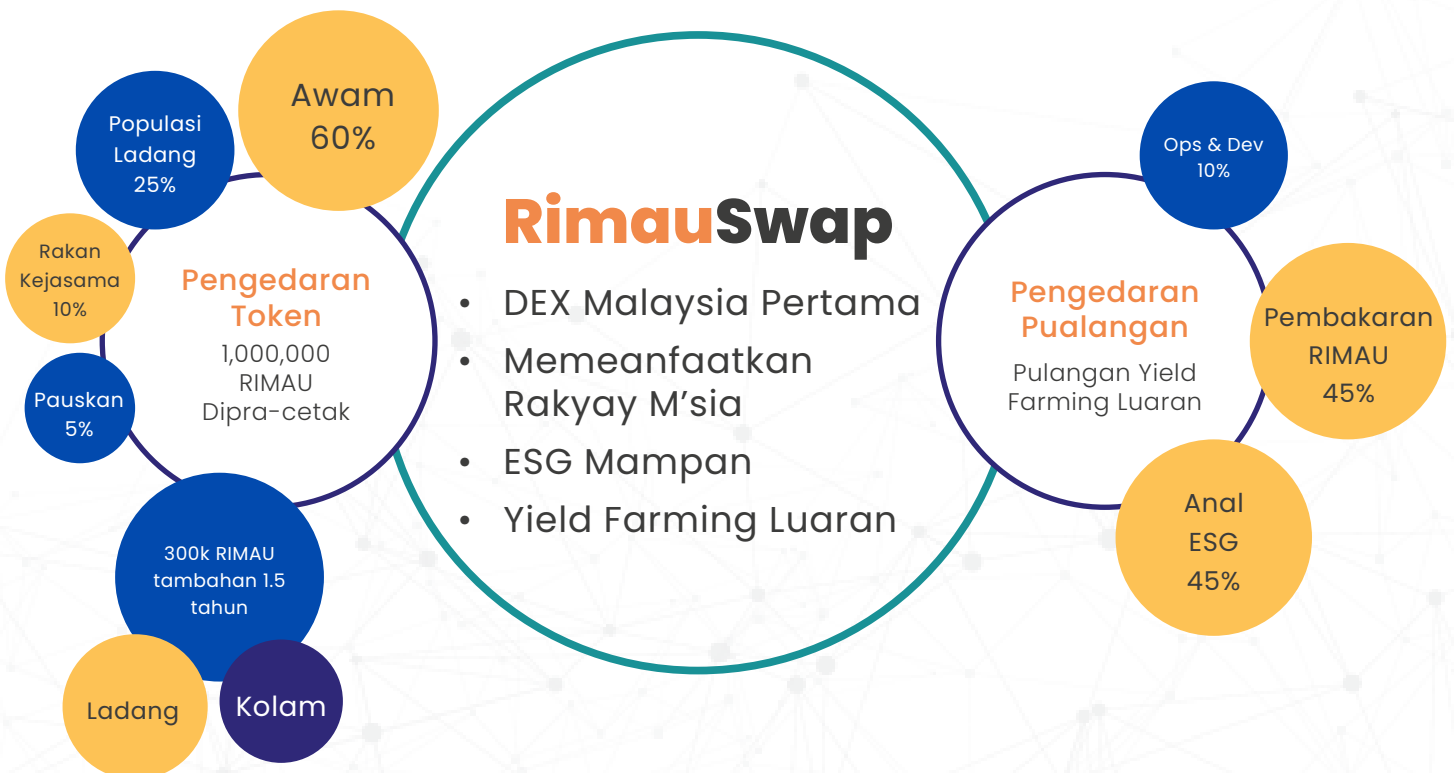 Awam
60%
Populasi
Ladang
25%
Rakan
Kejasama
10%
Pauskan
5%
Pengedaran
Token
1,000,000
RIMAU
Dipra-cetak
300k RIMAU
tambahan 1.5
tahun
Ladang
Kolam
RimauSwap
• DEX Malaysia Pertama
• Memeanfaatkan
Rakyay M’sia
• ESG Mampan
• Yield Farming Luaran
Pengedaran
Pualangan
Pulangan Yield
Farming Luaran
Ops & Dev
10%
Pembakaran
RIMAU
45%
Anal
ESG
45%